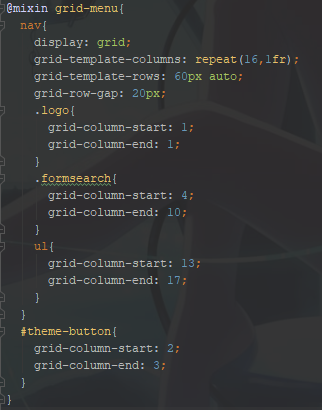 @mixin grid-menu{
  nav{
    display: grid;
    grid-template-columns: repeat(16,1fr);
    grid-template-rows: 60px auto;
    grid-row-gap: 20px;
    .logo{
      grid-column-start: 1;
      grid-column-end: 1;
    }
    .formsearch{
      grid-column-start: 4;
      grid-column-end: 10;
    }
    ul{
      grid-column-start: 13;
      grid-column-end: 17;
    }
  }
  #theme-button{
    grid-column-start: 2;
    grid-column-end: 3;
  }
}